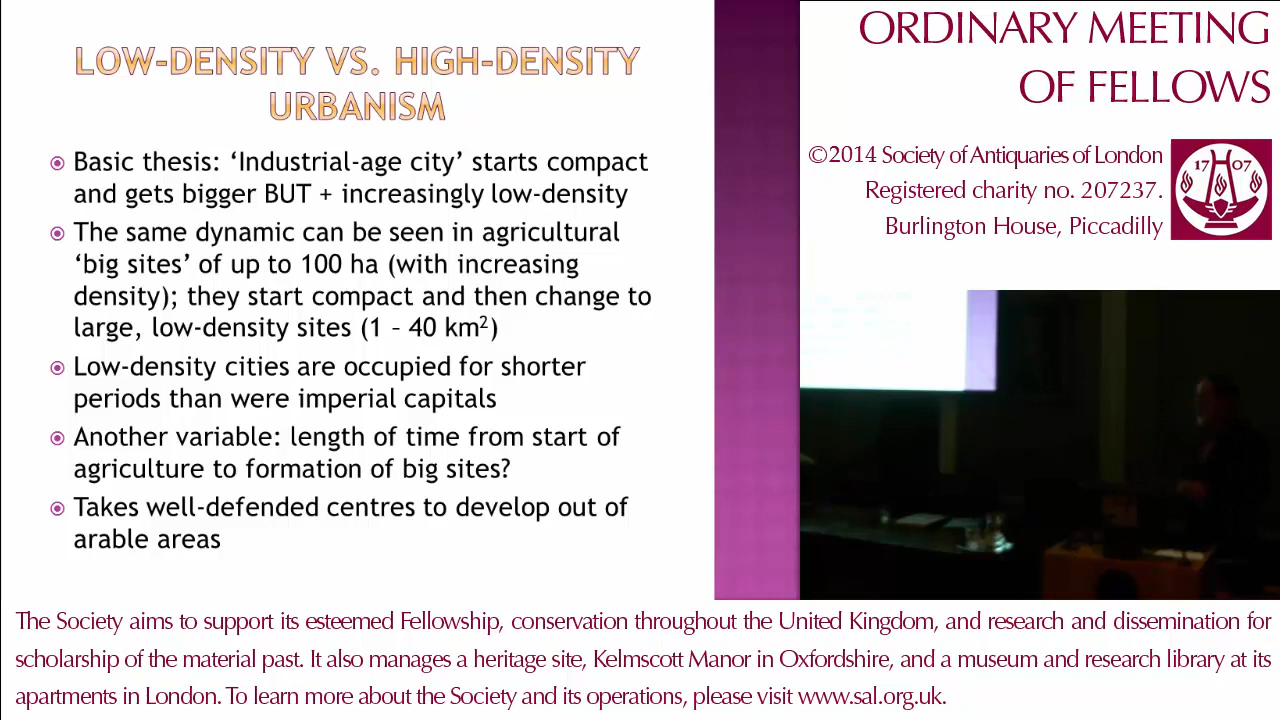 LOW-DENSITY VS. HIGH-DENSITY
URBANISM
Basic thesis: ‘Industrial-age city’ starts compact
and gets bigger BUT + increasingly low-density
The same dynamic can be seen in agricultural
‘big sites’ of up to 100 ha (with increasing
density); they start compact and then change to
large, low-density sites (1 – 40 km²)
Low-density cities are occupied for shorter
periods than were imperial capitals
Another variable: length of time from start of
agriculture to formation of big sites?
Takes well-defended centres to develop out of
arable areas
ORDINARY MEETING
OF FELLOWS
©2014 Society of Antiquaries of London
Registered charity no. 207237.
Burlington House, Piccadilly
17 07
The Society aims to support its esteemed Fellowship, conservation throughout the United Kingdom, and research and dissemination for
scholarship of the material past. It also manages a heritage site, Kelmscott Manor in Oxfordshire, and a museum and research library at its
apartments in London. To learn more about the Society and its operations, please visit www.sal.org.uk.